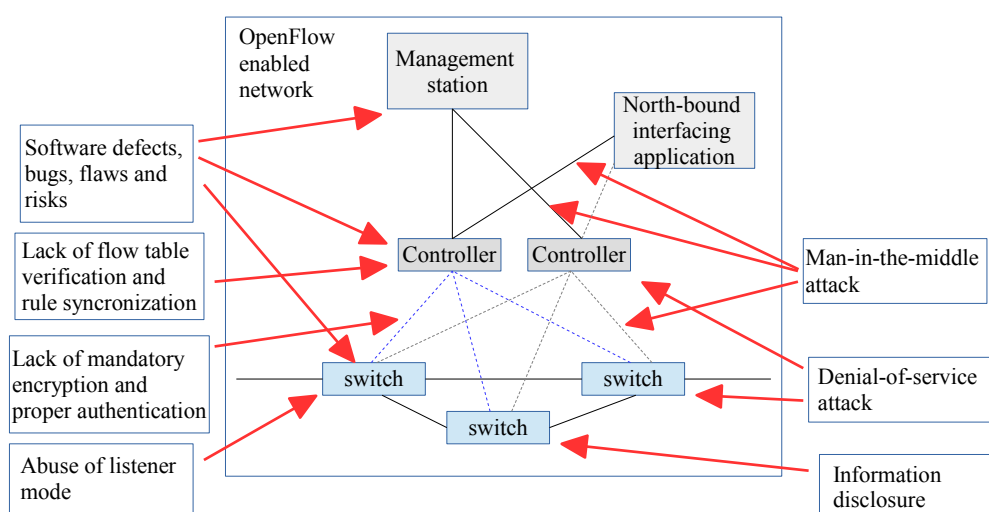 OpenFlow
enabled
network
Management
station
North-bound
interfacing
application
Software defects,
bugs, flaws and
risks
Controller
Controller
Lack of flow table
verification and
rule syncronization
Man-in-the-middle
attack
Lack of mandatory
encryption and
proper authentication
switch
switch
switch
Denial-of-service
attack
Abuse of listener
mode
Information
disclosure